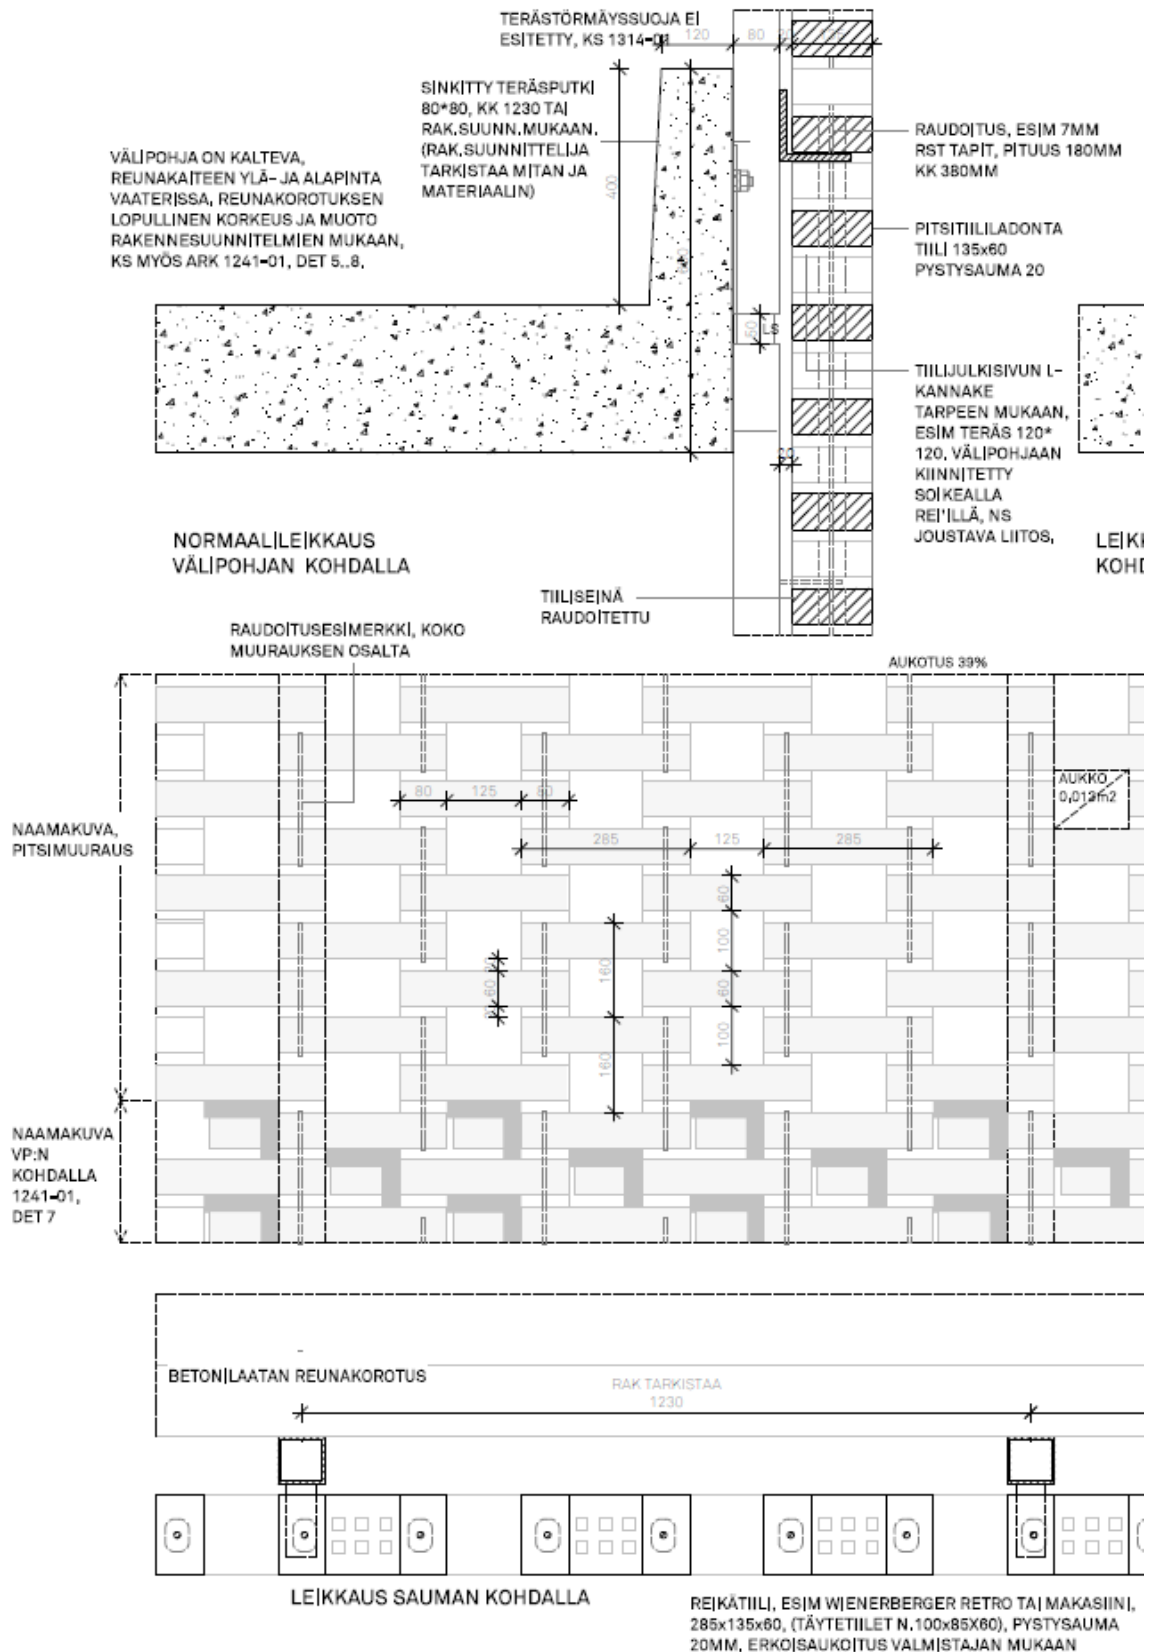 TERÄSTÖRMÄYSSUOJA EI
ESITETTY, KS 1314-01
120
80
20
135
SINKITTY TERÄSPUTKI
80*80, KK 1230 TAI
RAK.SUUNN.MUKAAN.
(RAK.SUUNNITTELIJA
TARKISTAA MITAN JA
MATERIAALIN)
VÄLIPOHJA ON KALTEVA,
REUNAKAITEEN YLÄ- JA ALAPINTA
VAATERISSA, REUNAKOROTUKSEN
LOPULLINEN KORKEUS JA MUOTO
RAKENNESUUNNITELMIEN MUKAAN,
KS MYÖS ARK 1241-01, DET 5..8,
400
50
LS
20
RAUDOITUS, ESIM 7MM
RST TAPIT, PITUUS 180MM
KK 380MM
PITSITIILILADONTA
TIILI 135x60
PYSTYSAUMA 20
TIILIJULKISIVUN L-
KANNAKE
TARPEEN MUKAAN,
ESIM TERÄS 120*
120, VÄLIPOHJAAN
KIINNITETTY
SOIKEALLA
REI'ILLÄ, NS
JOUSTAVA LIITOS,
NORMAALILEIKKAUS
VÄLIPOHJAN KOHDALLA
TIILISEINÄ
RAUDOITETTU
RAUDOITUSESIMERKKI, KOKO
MUURAUKSEN OSALTA
AUKOTUS 39%
AUKKO
0,013m2
80
125
80
285
125
285
NAAMAKUVA,
PITSIMUURAUS
60
100
60
100
160
160
20
60
20
NAAMAKUVA
VP:N
KOHDALLA
1241-01,
DET 7
BETONILAATAN REUNAKOROTUS
RAK TARKISTAA
1230
LEIKKAUS SAUMAN KOHDALLA
REIKÄTIILI, ESIM WIENERBERGER RETRO TAI MAKASIINI,
285x135x60, (TÄYTETIILET N.100x85X60), PYSTYSAUMA
20MM, ERKOISAUKOITUS VALMISTAJAN MUKAAN